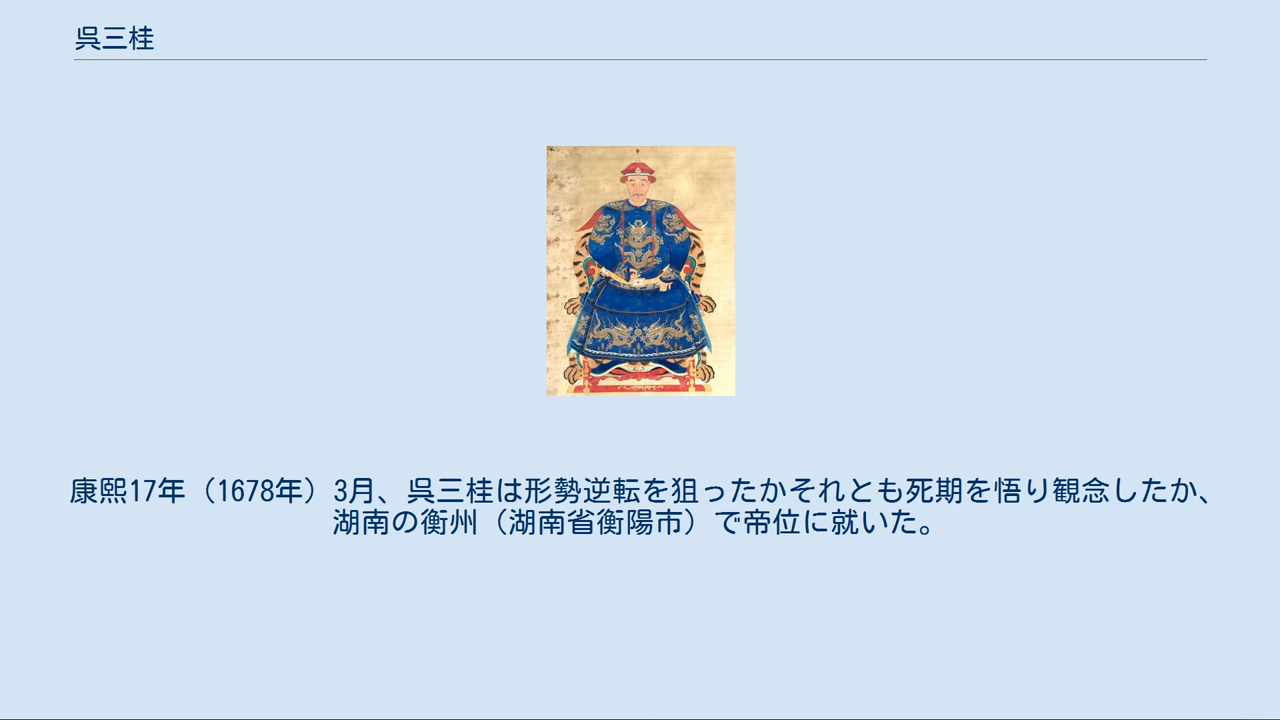 呉三桂
康熙17年（1678年）3月、呉三桂は形勢逆転を狙ったかそれとも死期を悟り観念したか、
湖南の衡州（湖南省衡陽市）で帝位に就いた。